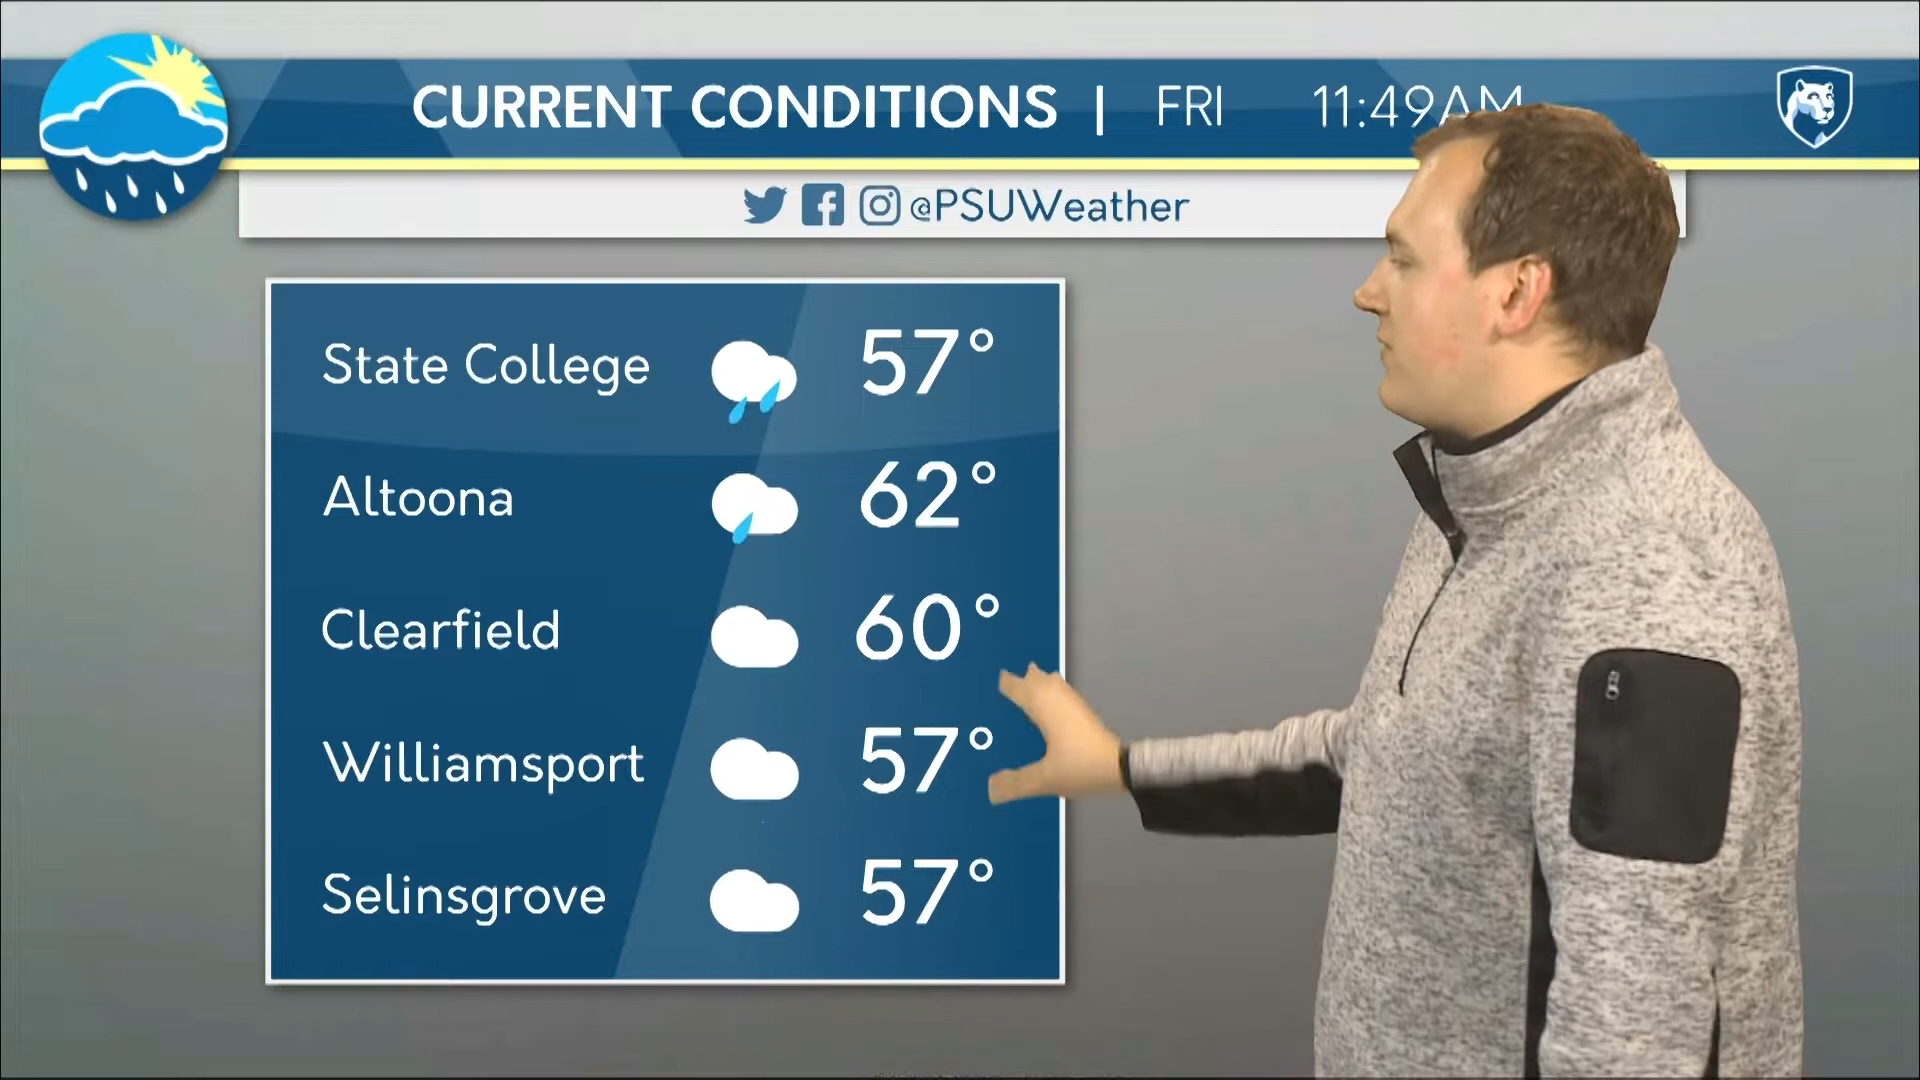 CURRENT CONDITIONS | FRI 11:49AM
@PSUWeather
State College 57°
Altoona 62°
Clearfield 60°
Williamsport 57°
Selinsgrove 57°